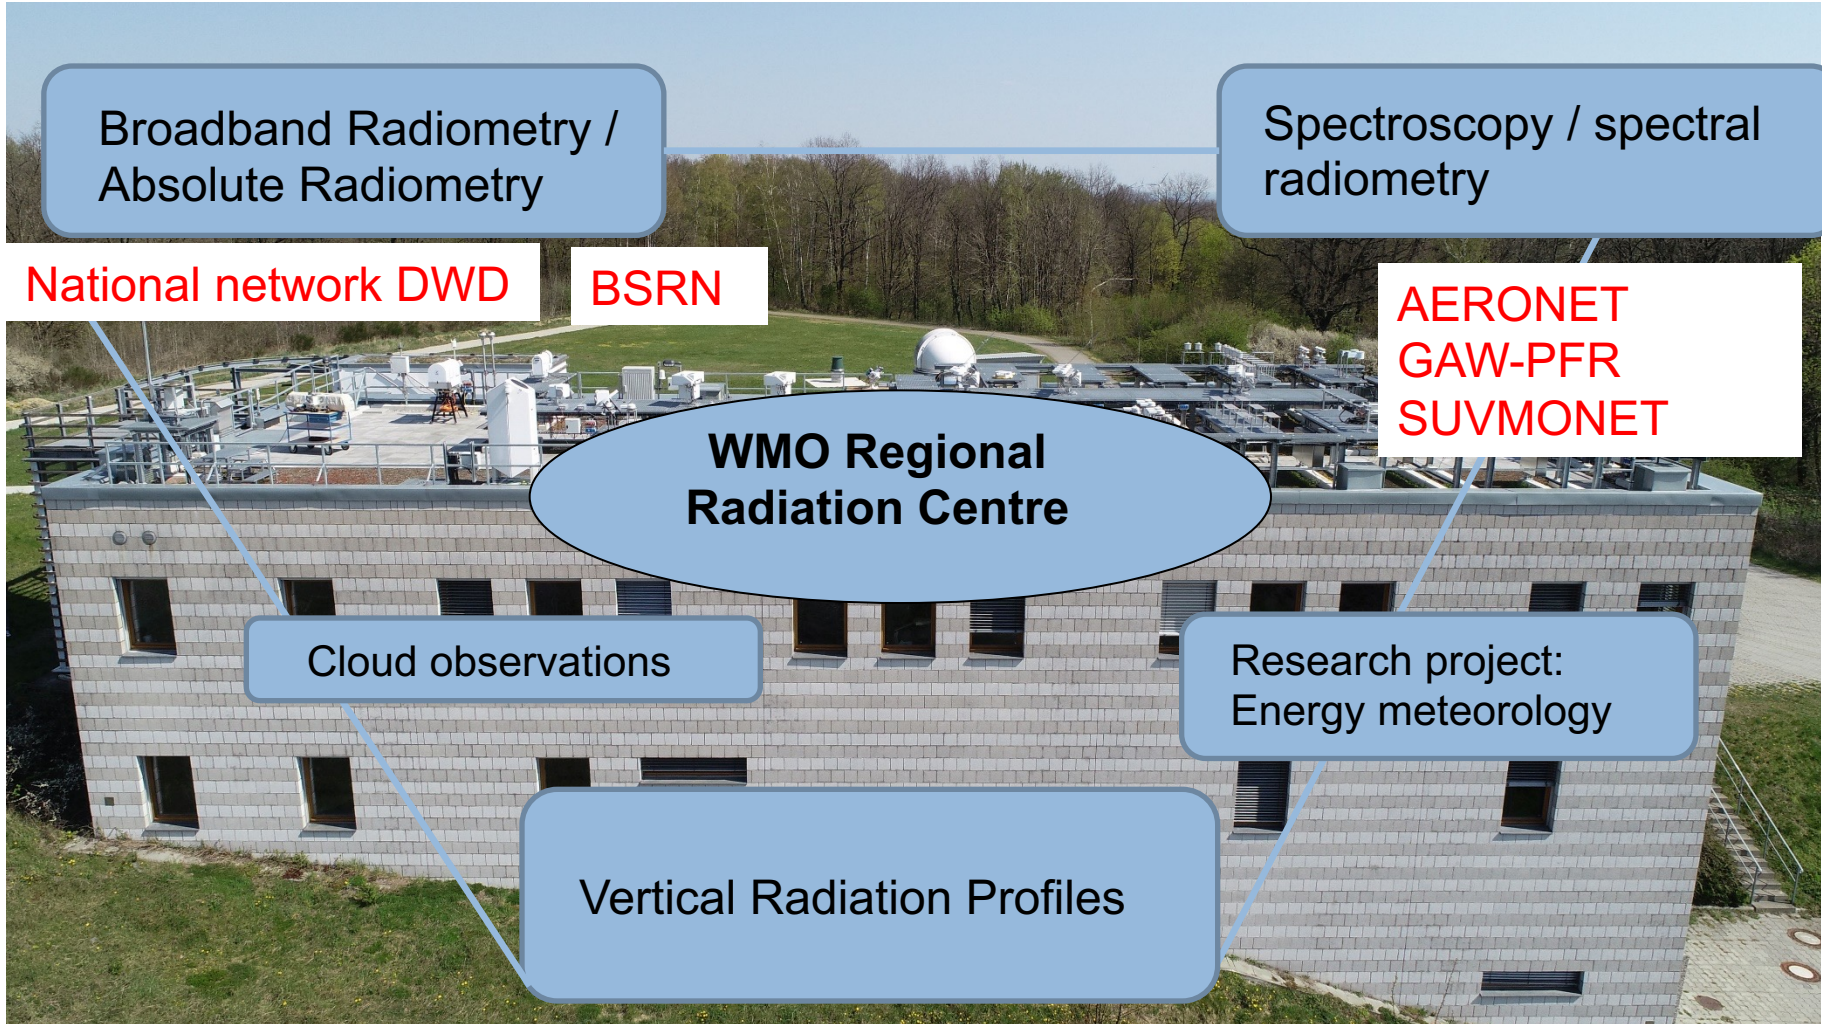 Broadband Radiometry /
Absolute Radiometry
Spectroscopy / spectral
radiometry
National network DWD
BSRN
AERONET
GAW-PFR
SUVMONET
WMO Regional
Radiation Centre
Cloud observations
Research project:
Energy meteorology
Vertical Radiation Profiles